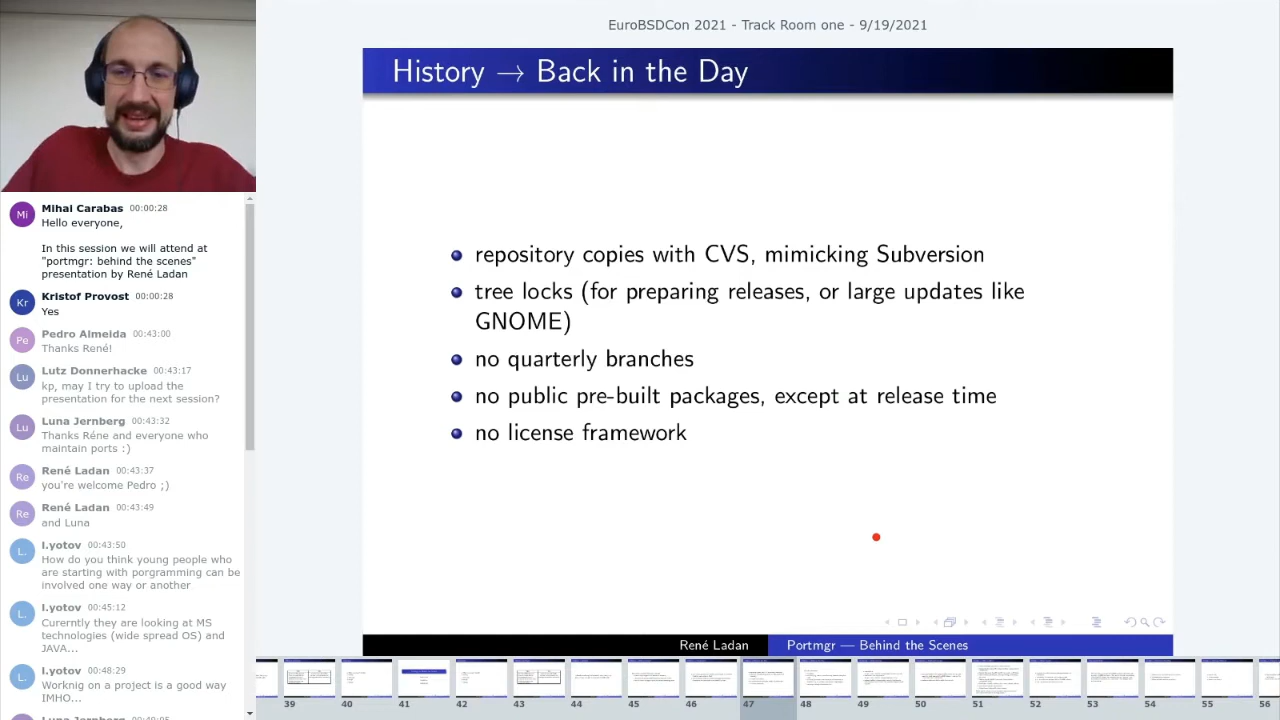 EuroBSDCon 2021 - Track Room one - 9/19/2021
History → Back in the Day
repository copies with CVS, mimicking Subversion
tree locks (for preparing releases, or large updates like
GNOME)
no quarterly branches
no public pre-built packages, except at release time
no license framework
René Ladan
Portmgr — Behind the Scenes
Mi
Mihai Carabas 00:00:28
Hello everyone,
In this session we will attend at
"portmgr: behind the scenes"
presentation by René Ladan
Kr
Kristof Provost 00:00:28
Yes
Pe
Pedro Almeida 00:43:00
Thanks René!
Lu
Lutz Donnerhacke 00:43:17
kp, may I try to upload the
presentation for the next session?
Lu
Luna Jernberg 00:43:32
Thanks Réne and everyone who
maintain ports :)
Re
René Ladan 00:43:37
you're welcome Pedro ;)
Re
René Ladan 00:43:49
and Luna
I.
I.yotov 00:43:50
How do you think young people who
are starting with porgramming can be
involved one way or another
I.
I.yotov 00:45:12
Curerntly they are looking at MS
technologies (wide spread OS) and
JAVA...
I.
I.yotov 00:48:29
Worknig on a project is a good way
IMHO...
Luna Jernberg
39 40 41 42 43 44 45 46 47 48 49 50 51 52 53 54 55 56